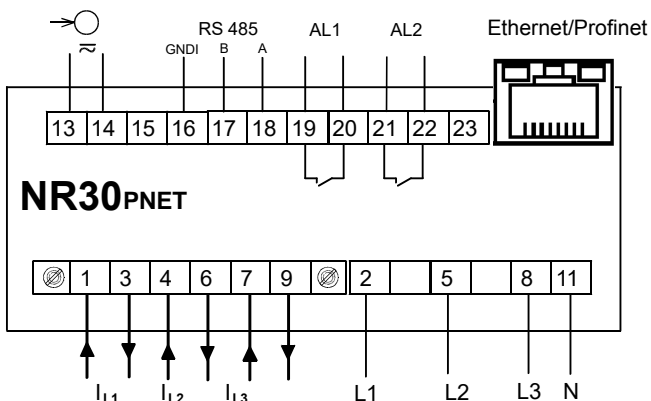 RS 485 AL1 AL2 Ethernet/Profinet
GNDI B A
13 14 15 16 17 18 19 20 21 22 23
NR30PNET
1 3 4 6 7 9 2 5 8 11
IL1 IL2 IL3 L1 L2 L3 N